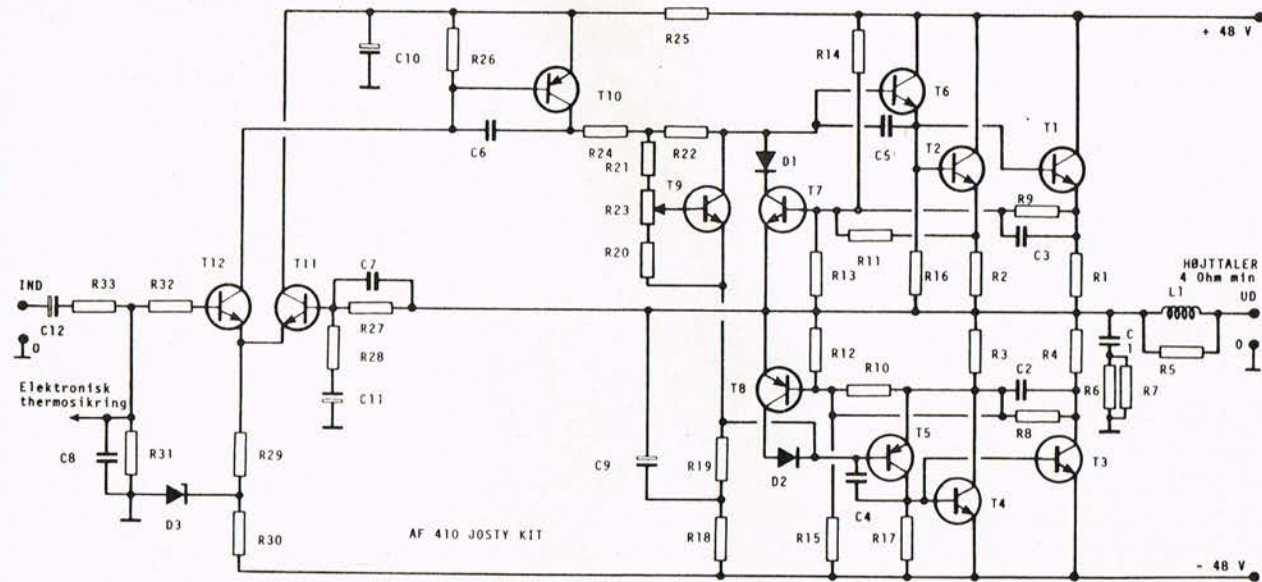 R25
+ 48 V
C10
R26
T10
R14
T6
T1
C6
R24
R22
C5
T2
D1
R21
T9
T7
R23
R9
C3
R20
R11
T12
T11
C7
R13
R16
R2
R1
HØJTTALER
4 Ohm min
IND
R33
R32
L1
UD
C12
R27
0
R28
R12
R3
R4
C1
R5
0
C2
R6
R7
Elektronisk
thermosikring
C11
T8
R10
R8
T5
C8
R31
R29
C9
R19
D2
T3
T4
D3
C4
R30
AF 410 JOSTY KIT
R18
R15
R17
- 48 V